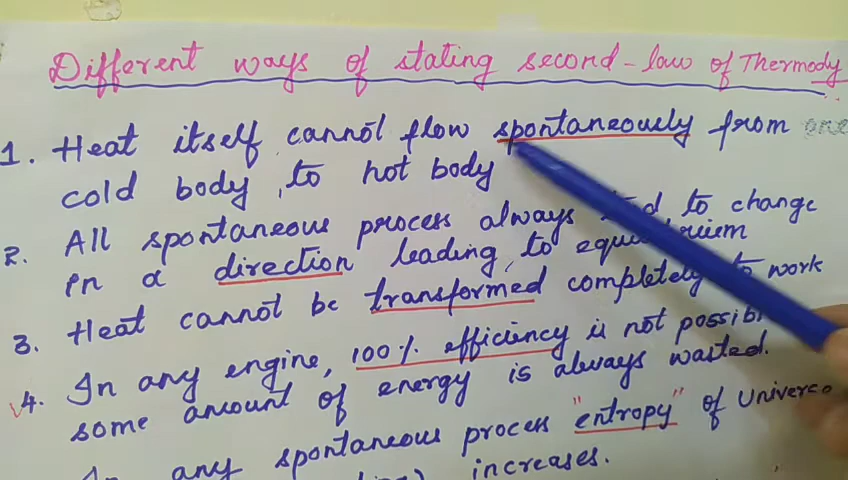 Different ways of stating second-law of Thermody
1. Heat itself cannot flow spontaneously from one
cold body, to hot body
2. All spontaneous process always to change
in a direction leading to
3. Heat cannot be transformed completely to work
4. In any engine, 100% efficiency is not
some amount of energy is always wasted.
In any spontaneous process "entropy" of
increases.